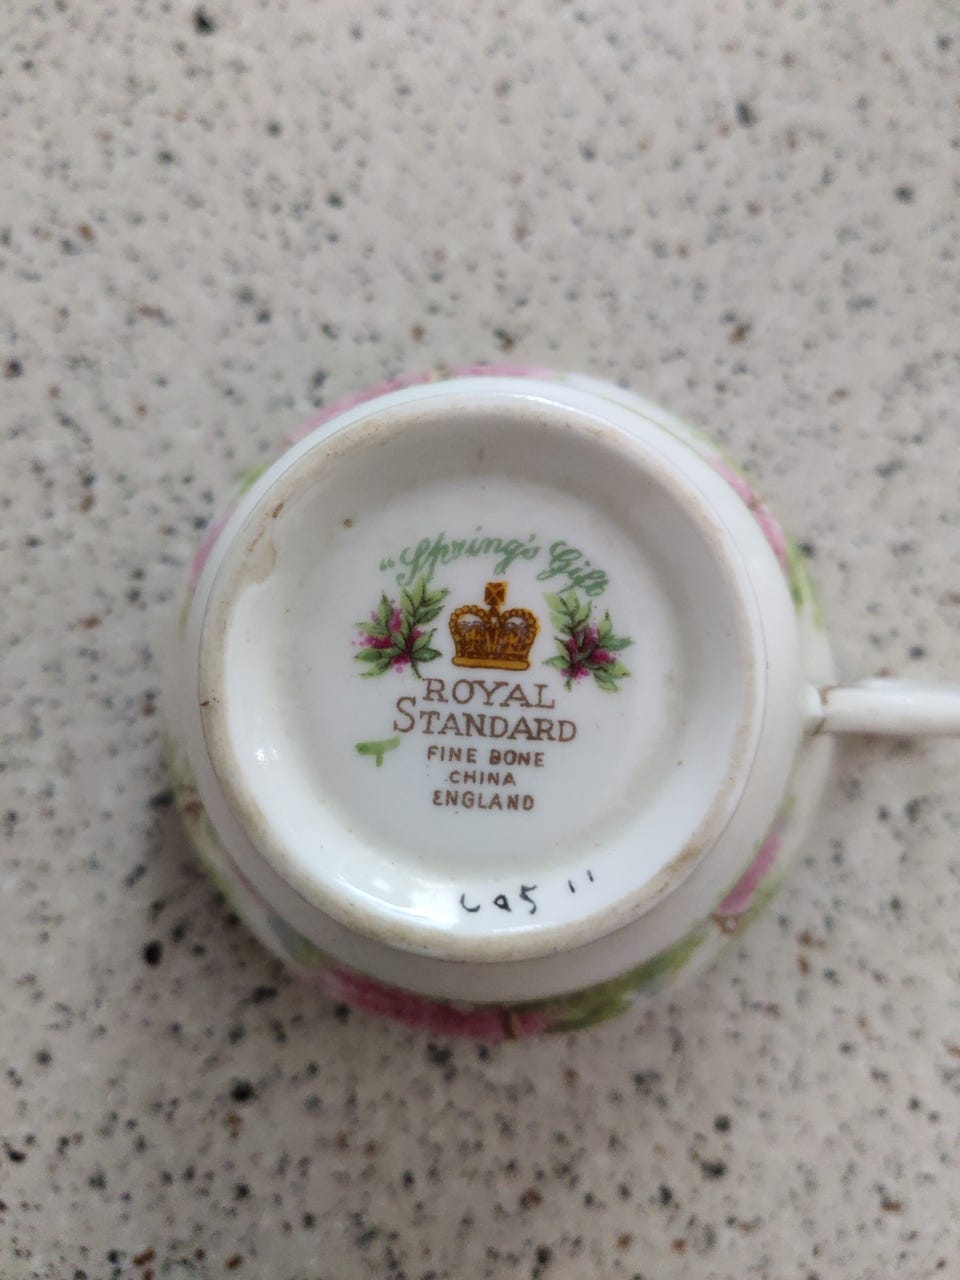 "Spring's Gift
ROYAL
STANDARD
FINE BONE
CHINA
ENGLAND